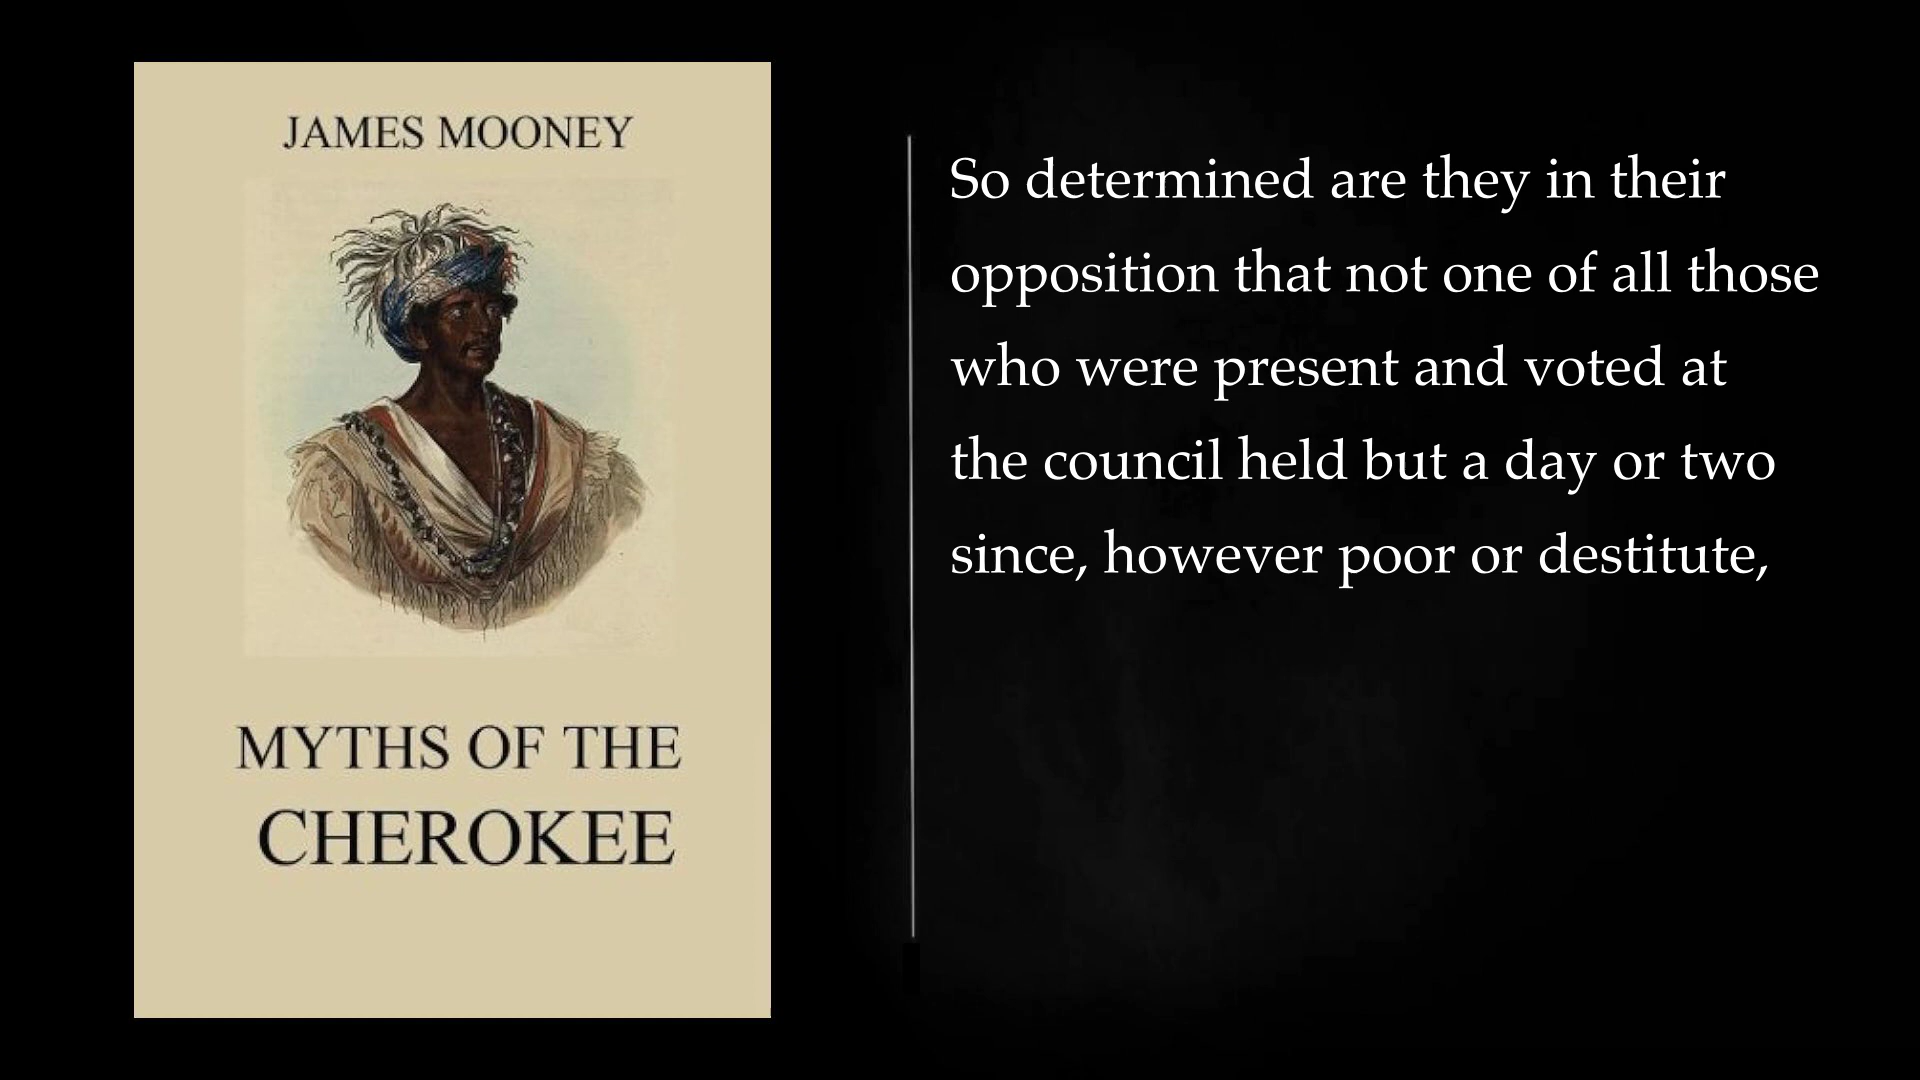 JAMES MOONEY
MYTHS OF THE
CHEROKEE
So determined are they in their
opposition that not one of all those
who were present and voted at
the council held but a day or two
since, however poor or destitute,